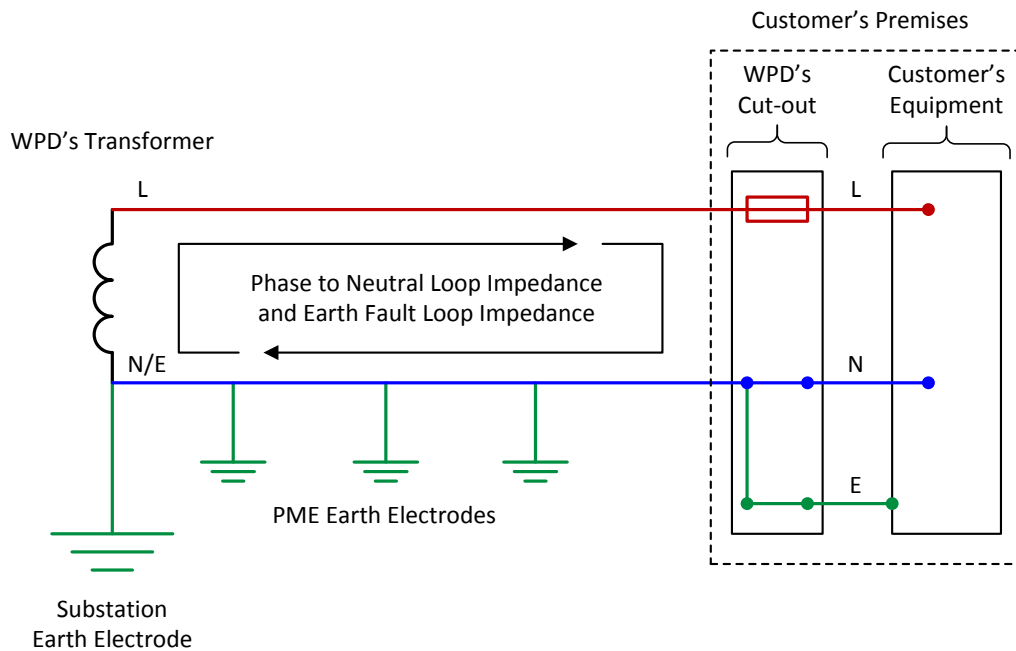 Customer’s Premises
WPD’s
Cut-out
Customer’s
Equipment
WPD’s Transformer
L
L
Phase to Neutral Loop Impedance
and Earth Fault Loop Impedance
N/E
N
E
PME Earth Electrodes
Substation
Earth Electrode